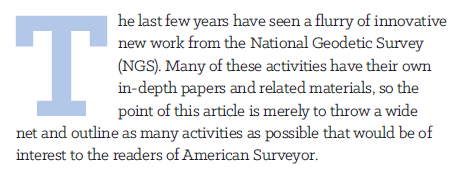 The last few years have seen a flurry of innovative
new work from the National Geodetic Survey
(NGS). Many of these activities have their own
in-depth papers and related materials, so the
point of this article is merely to throw a wide
net and outline as many activities as possible that would be of
interest to the readers of American Surveyor.